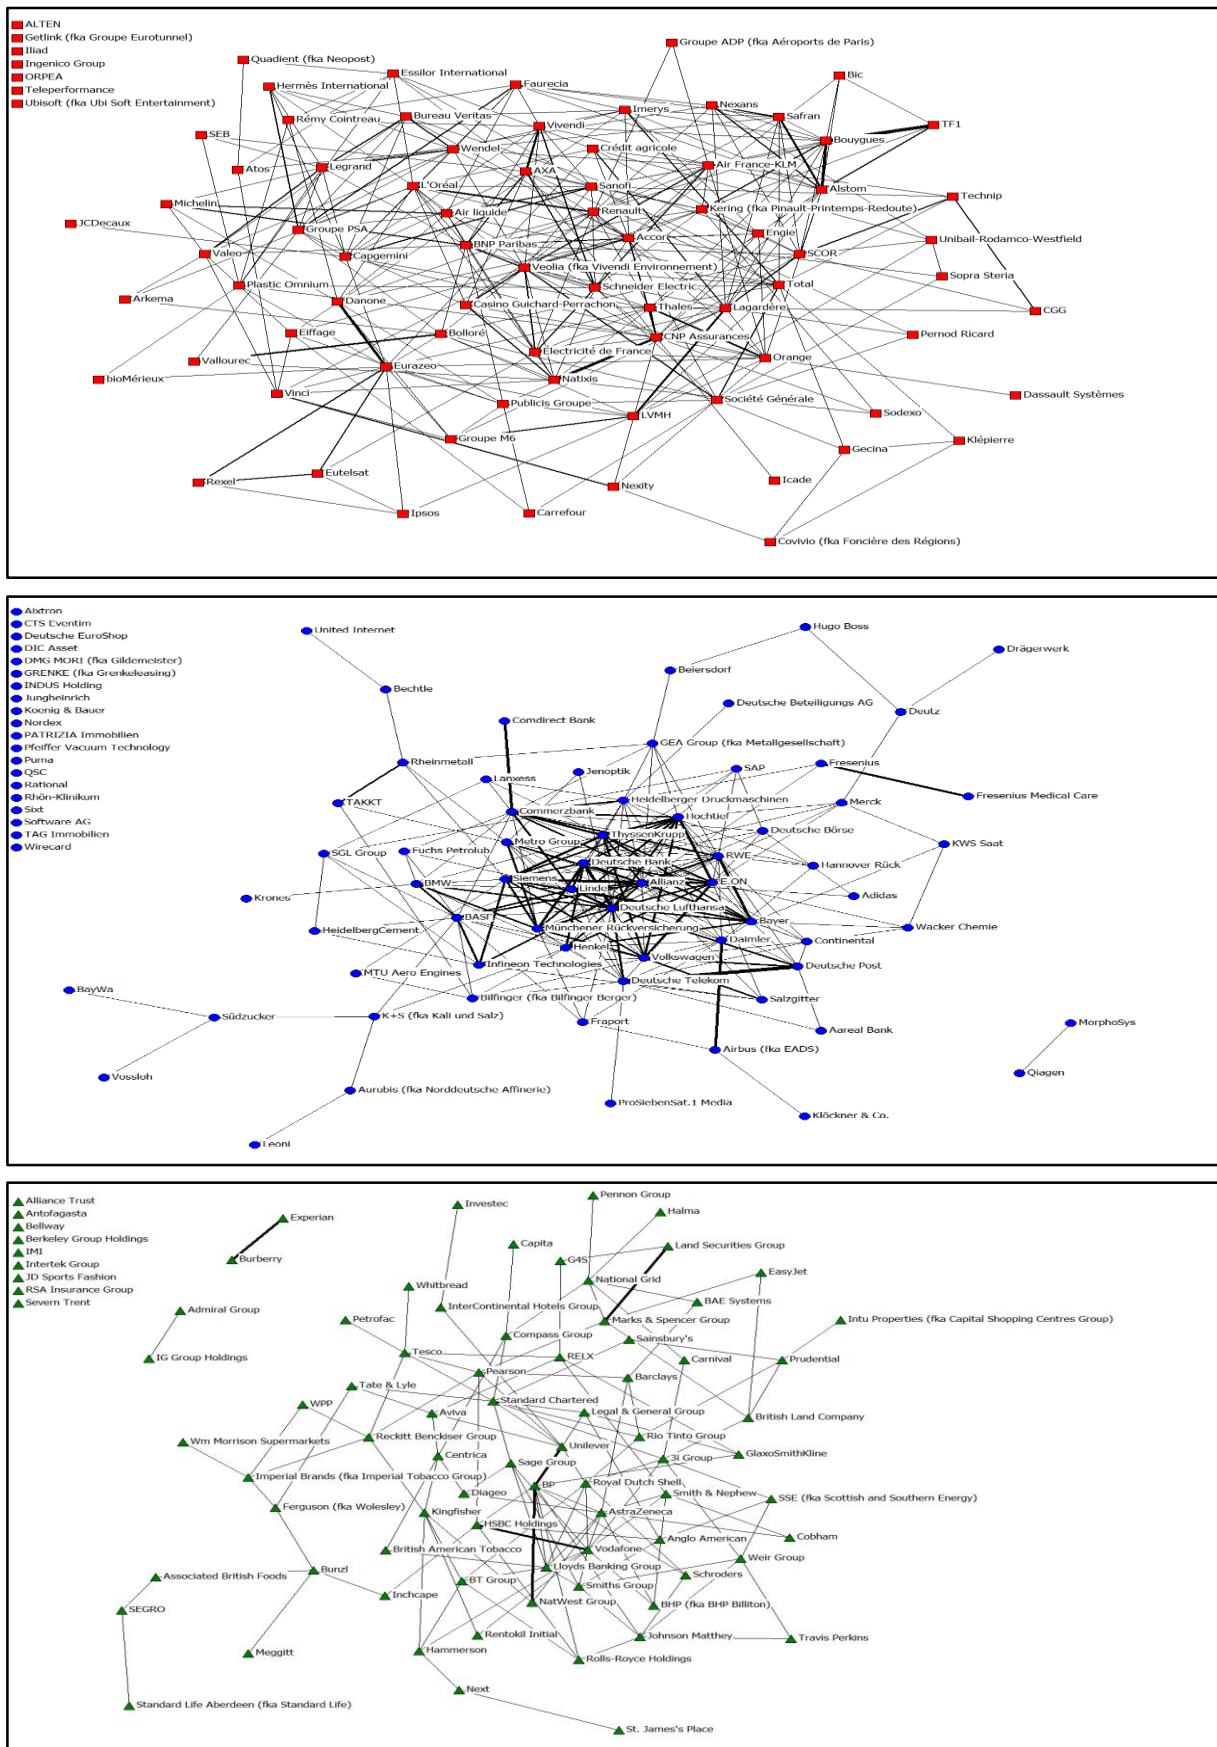 ALTEN
Getlink (fka Groupe Eurotunnel)
Iliad
Ingenico Group
ORPEA
Teleperformance
Ubisoft (fka Ubi Soft Entertainment)
Groupe ADP (fka Aéroports de Paris)
Quadient (fka Neopost)
Essilor International
Bic
Hermès International
Faurecia
Imerys
Nexans
Safran
Rémy Cointreau
Bureau Veritas
Vivendi
TF1
SEB
Bouygues
Wendel
Crédit agricole
Atos
Legrand
AXA
Air France-KLM
L'Oréal
Sanofi
Alstom
Technip
Michelin
Air liquide
Renault
Kering (fka Pinault-Printemps-Redoute)
JCDecaux
Groupe PSA
Engie
Accor
Unibail-Rodamco-Westfield
BNP Paribas
Valeo
Capgemini
SCOR
Veolia (fka Vivendi Environnement)
Sopra Steria
Plastic Omnium
Schneider Electric
Total
Arkema
Danone
Casino Guichard-Perrachon
Thales
Lagardère
CGG
Eiffage
Bolloré
CNP Assurances
Pernod Ricard
Électricité de France
Orange
Vallourec
Eurazeo
bioMérieux
Natixis
Vinci
Dassault Systèmes
Publicis Groupe
Société Générale
LVMH
Sodexo
Groupe M6
Klépierre
Gecina
Eutelsat
Rexel
Icade
Nexity
Ipsos
Carrefour
Covivio (fka Foncière des Régions)
Aixtron
CTS Eventim
Deutsche EuroShop
DIC Asset
DMG MORI (fka Gildemeister)
GRENKE (fka Grenkeleasing)
INDUS Holding
Jungheinrich
Koenig & Bauer
Nordex
PATRIZIA Immobilien
Pfeiffer Vacuum Technology
Puma
QSC
Rational
Rhön-Klinikum
Sixt
Software AG
TAG Immobilien
Wirecard
United Internet
Hugo Boss
Drägerwerk
Beiersdorf
Bechtle
Deutsche Beteiligungs AG
Deutz
Comdirect Bank
GEA Group (fka Metallgesellschaft)
Rheinmetall
Fresenius
Lanxess
Jenoptik
SAP
Fresenius Medical Care
TAKKT
Heidelberger Druckmaschinen
Merck
Commerzbank
Hochtief
Deutsche Börse
ThyssenKrupp
Metro Group
KWS Saat
SGL Group
Fuchs Petrolub
RWE
Deutsche Bank
Hannover Rück
BMW
Siemens
Allianz
E.ON
Linde
Krones
Adidas
Deutsche Lufthansa
BASF
Bayer
HeidelbergCement
Münchener Rückversicherung
Wacker Chemie
Daimler
Continental
Henkel
Infineon Technologies
Volkswagen
Deutsche Post
MTU Aero Engines
Deutsche Telekom
BayWa
Bilfinger (fka Bilfinger Berger)
Salzgitter
Südzucker
K+S (fka Kali und Salz)
Fraport
Aareal Bank
MorphoSys
Airbus (fka EADS)
Qiagen
Vossloh
Aurubis (fka Norddeutsche Affinerie)
ProSiebenSat.1 Media
Klöckner & Co.
Leoni
Alliance Trust
Antofagasta
Bellway
Berkeley Group Holdings
IMI
Intertek Group
JD Sports Fashion
RSA Insurance Group
Severn Trent
Pennon Group
Investec
Halma
Experian
Capita
Land Securities Group
Burberry
G4S
EasyJet
National Grid
Whitbread
BAE Systems
Admiral Group
InterContinental Hotels Group
Petrofac
Marks & Spencer Group
Intu Properties (fka Capital Shopping Centres Group)
Compass Group
Sainsbury's
IG Group Holdings
Tesco
RELX
Carnival
Prudential
Pearson
Barclays
Tate & Lyle
Standard Chartered
WPP
Aviva
Legal & General Group
British Land Company
Wm Morrison Supermarkets
Reckitt Benckiser Group
Rio Tinto Group
Unilever
GlaxoSmithKline
Centrica
3i Group
Sage Group
Imperial Brands (fka Imperial Tobacco Group)
BP
Royal Dutch Shell
Diageo
Smith & Nephew
SSE (fka Scottish and Southern Energy)
Ferguson (fka Wolesley)
Kingfisher
AstraZeneca
HSBC Holdings
Anglo American
Cobham
British American Tobacco
Vodafone
Weir Group
Lloyds Banking Group
Bunzl
Associated British Foods
BT Group
Schroders
Smiths Group
Inchcape
NatWest Group
BHP (fka BHP Billiton)
SEGRO
Rentokil Initial
Johnson Matthey
Travis Perkins
Meggitt
Hammerson
Rolls-Royce Holdings
Next
Standard Life Aberdeen (fka Standard Life)
St. James's Place